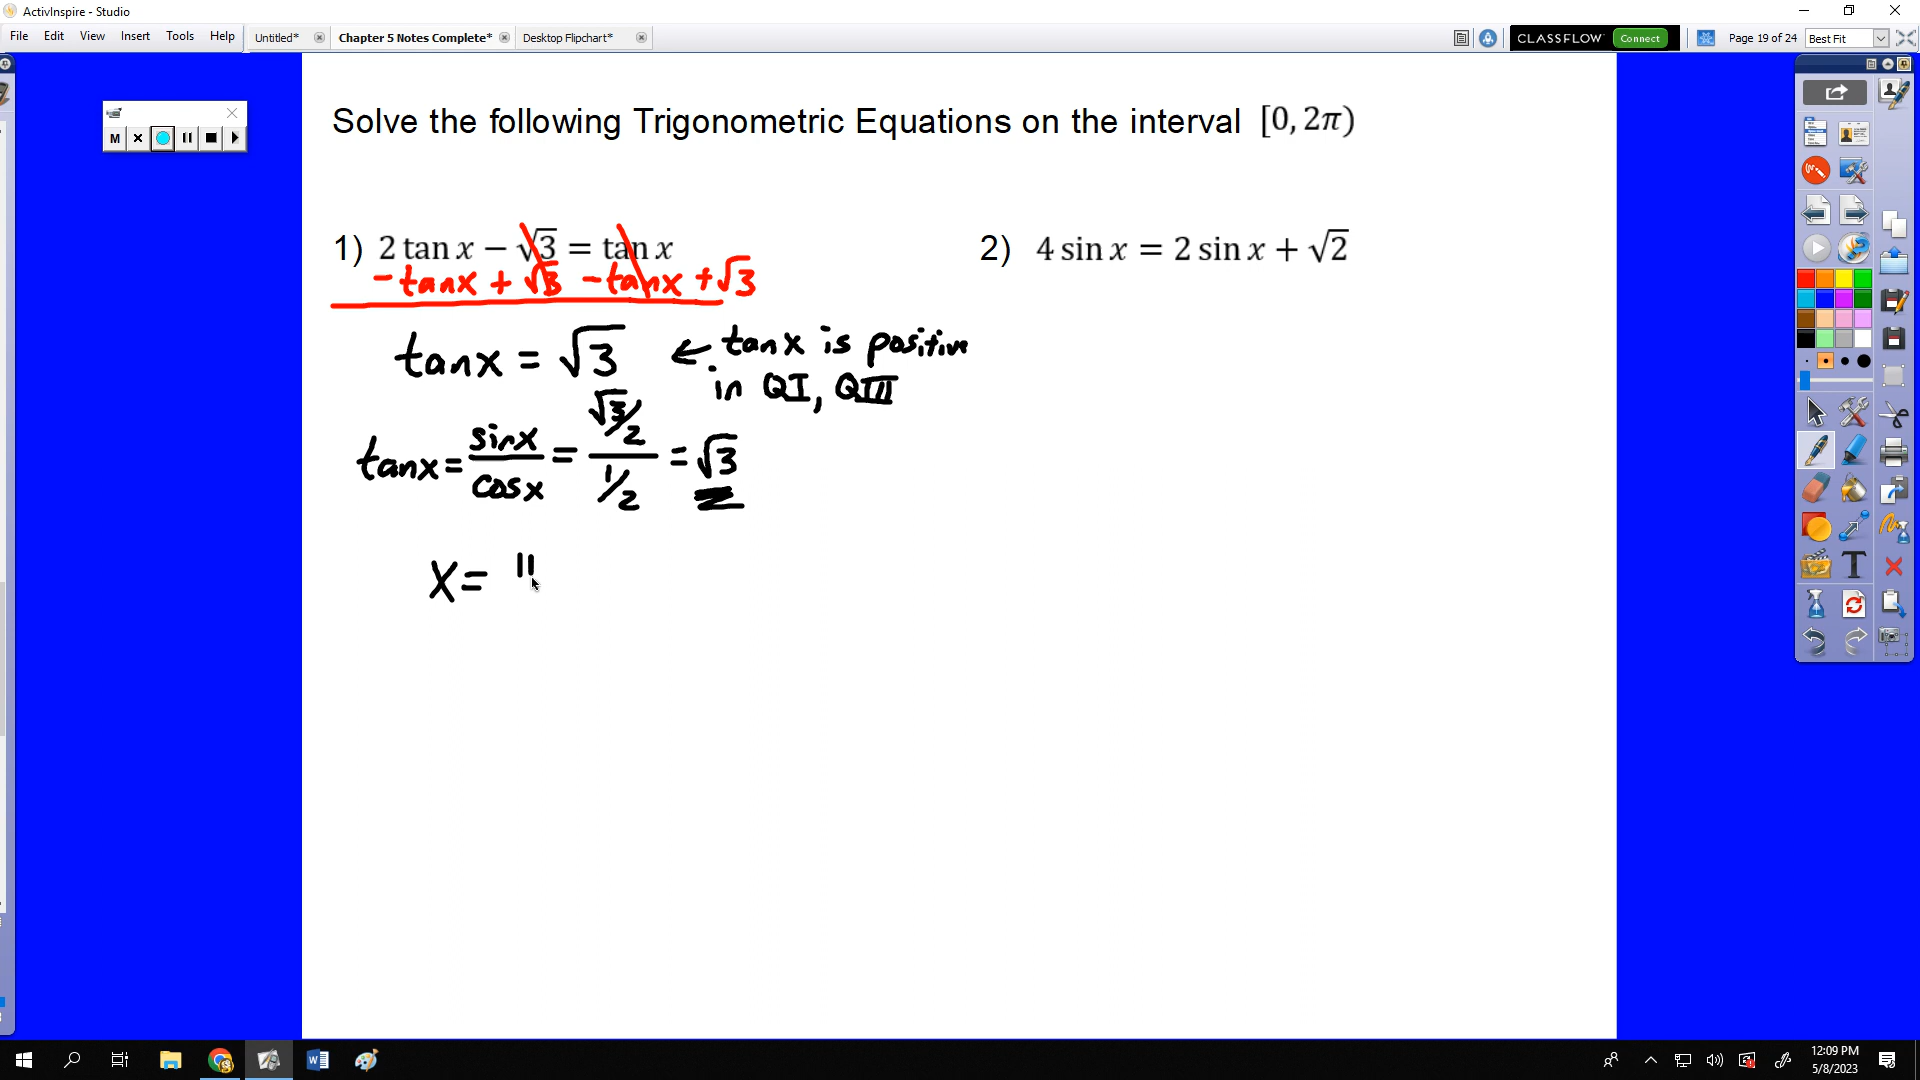 ActivInspire - Studio
File Edit View Insert Tools Help
Untitled* Chapter 5 Notes Complete* Desktop Flipchart*
CLASSFLOW Connect
Page 19 of 24 Best Fit
M
Solve the following Trigonometric Equations on the interval [0, 2π)
1) 2 tan x − √3 = tan x
- tanx + √3 - tanx + √3
tanx = √3 ← tanx is positive
in QI, QIII
tanx = sinx/cosx = (√3/2)/(1/2) = √3
x =
2) 4 sin x = 2 sin x + √2
12:09 PM
5/8/2023